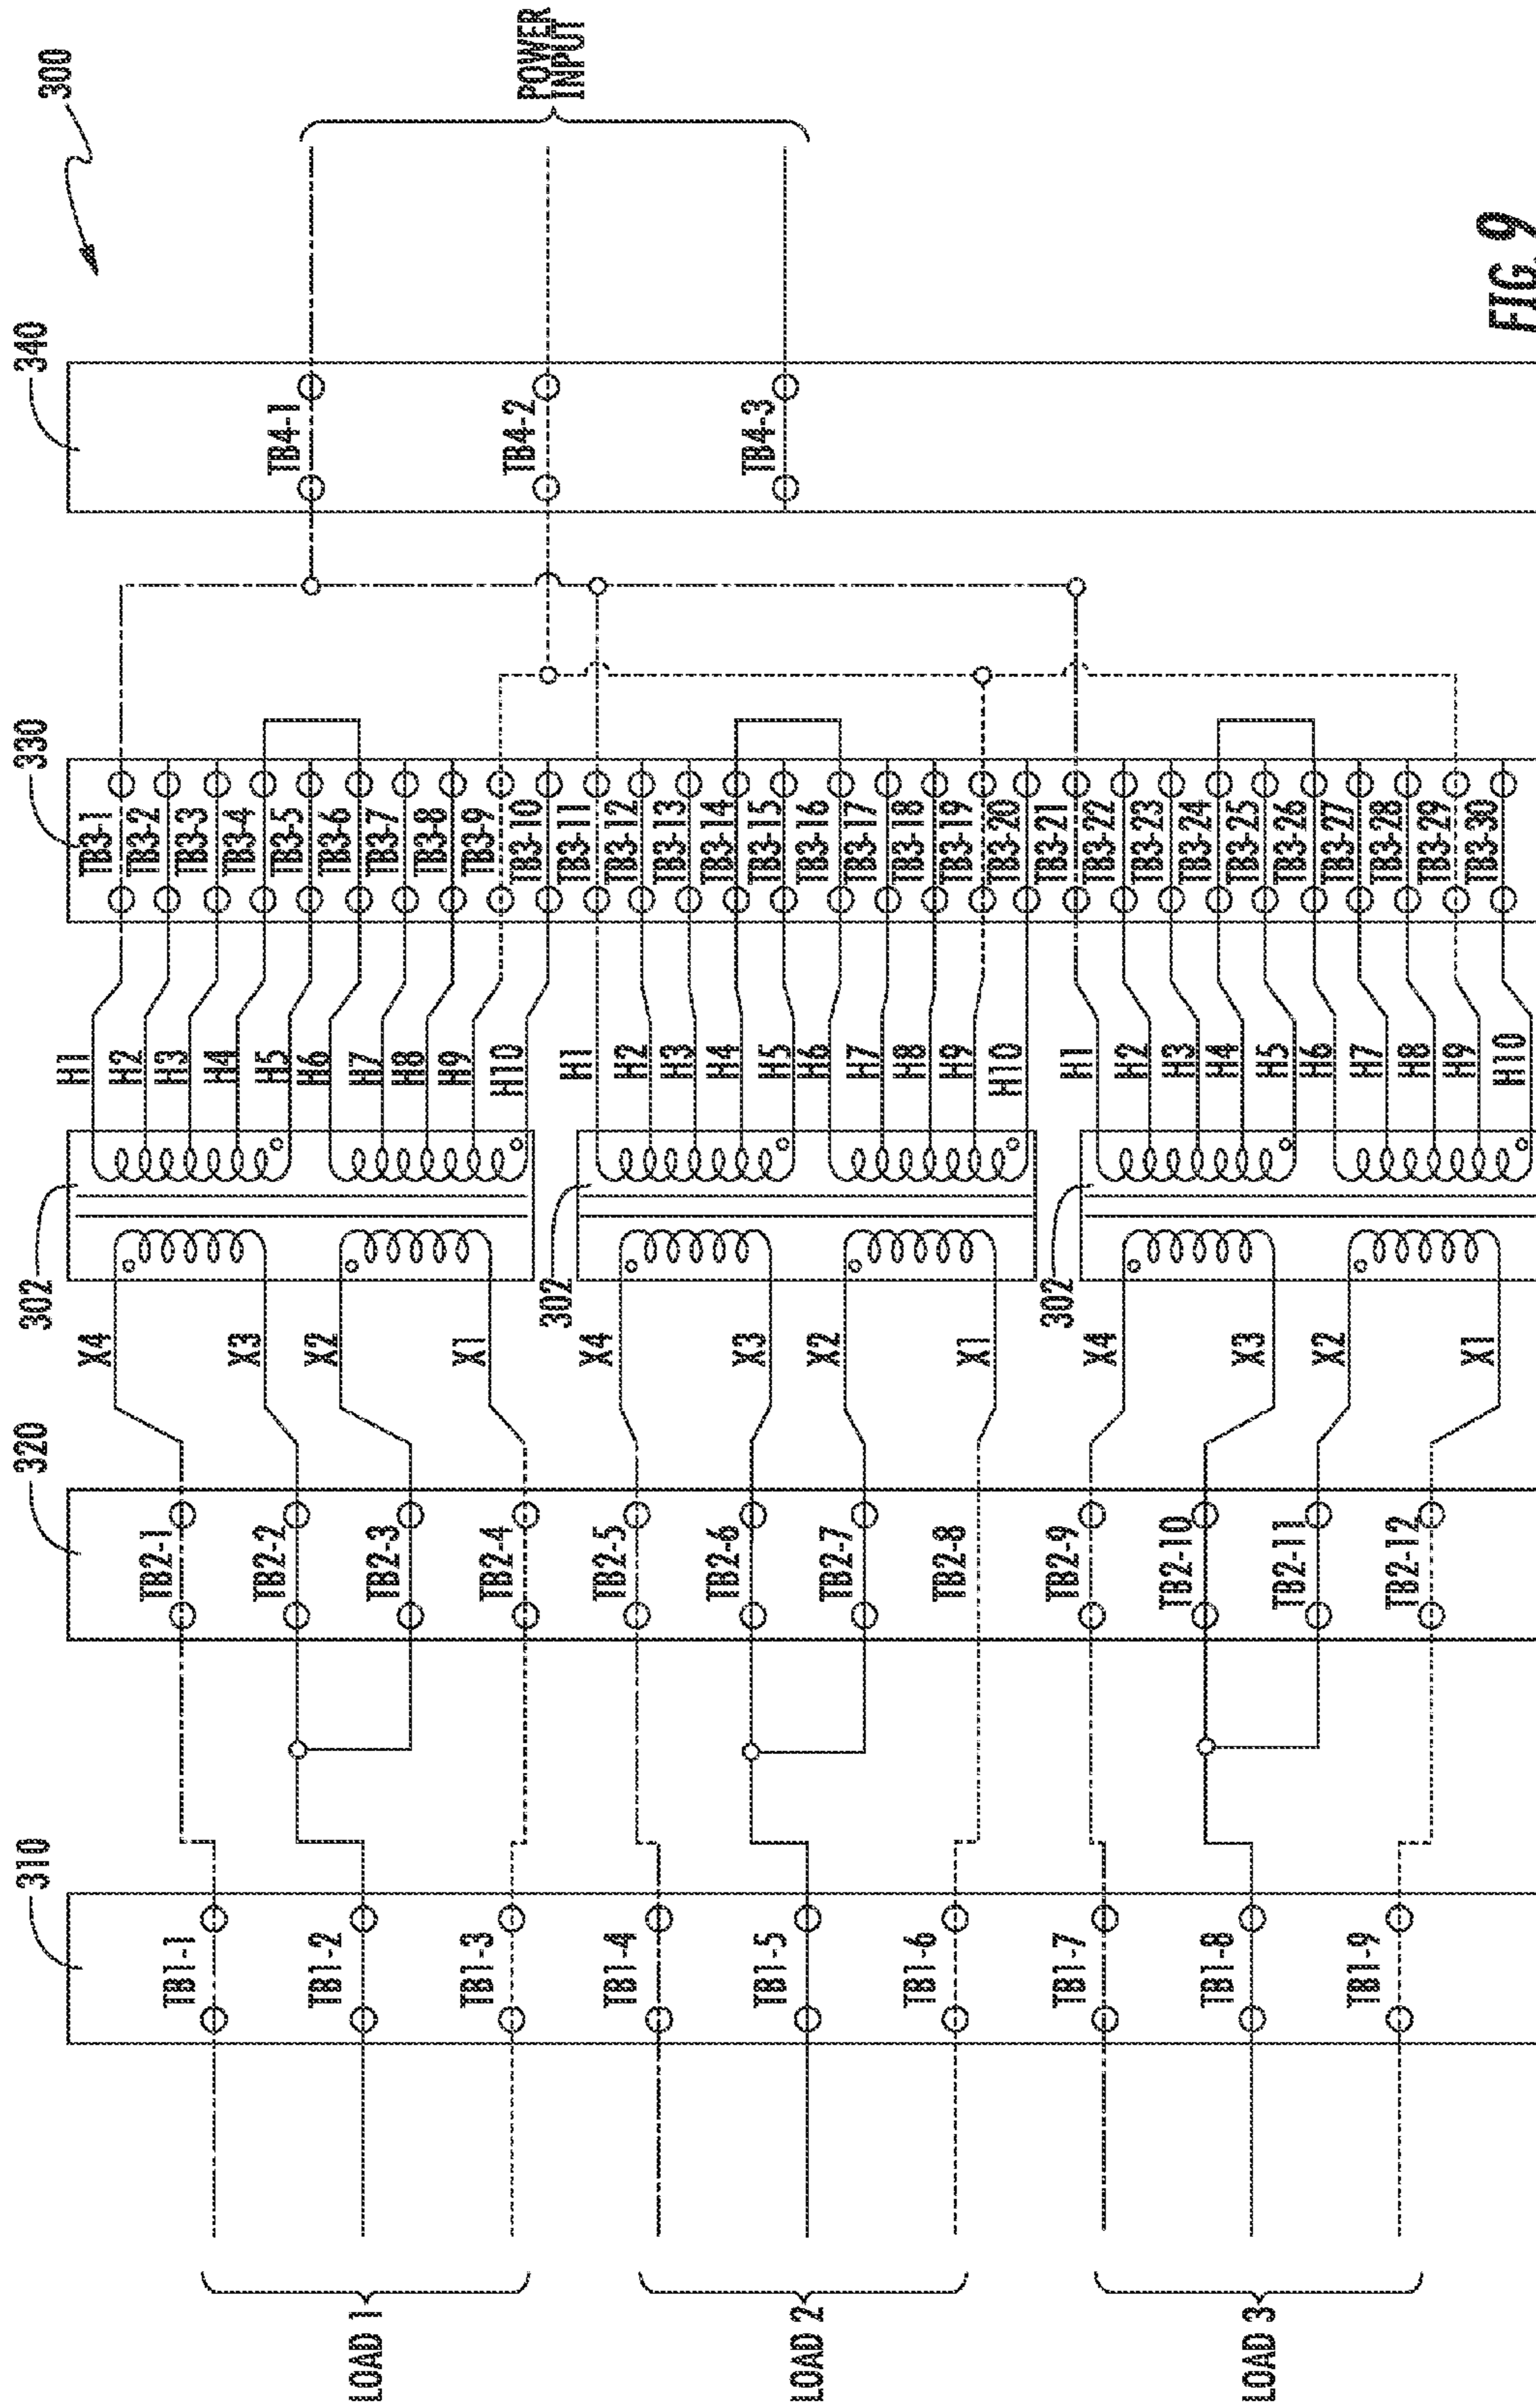 300
POWER
INPUT
340
TB4-1
TB4-2
TB4-3
FIG. 9
330
TB3-1
TB3-2
TB3-3
TB3-4
TB3-5
TB3-6
TB3-7
TB3-8
TB3-9
TB3-10
TB3-11
TB3-12
TB3-13
TB3-14
TB3-15
TB3-16
TB3-17
TB3-18
TB3-19
TB3-20
TB3-21
TB3-22
TB3-23
TB3-24
TB3-25
TB3-26
TB3-27
TB3-28
TB3-29
TB3-30
H1
H2
H3
H4
H5
H6
H7
H8
H9
H10
H1
H2
H3
H4
H5
H6
H7
H8
H9
H10
H1
H2
H3
H4
H5
H6
H7
H8
H9
H10
302
302
302
X4
X3
X2
X1
X4
X3
X2
X1
X4
X3
X2
X1
320
TB2-1
TB2-2
TB2-3
TB2-4
TB2-5
TB2-6
TB2-7
TB2-8
TB2-9
TB2-10
TB2-11
TB2-12
310
TB1-1
TB1-2
TB1-3
TB1-4
TB1-5
TB1-6
TB1-7
TB1-8
TB1-9
LOAD 1
LOAD 2
LOAD 3